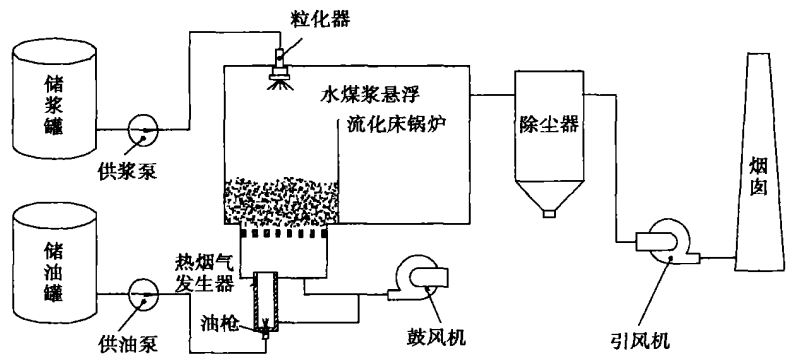 粒化器
储浆罐
水煤浆悬浮
流化床锅炉
除尘器
烟囱
供浆泵
储油罐
热烟气
发生器
油枪
供油泵
鼓风机
引风机